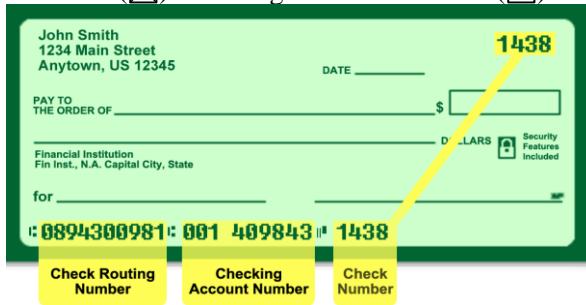 John Smith
1234 Main Street
Anytown, US 12345
1438
DATE
PAY TO
THE ORDER OF
$
DOLLARS
Security
Features
Included
Financial Institution
Fin Inst., N.A. Capital City, State
for
MP
⑆0894300981⑆ 001 409843⑈ 1438
Check Routing
Number
Checking
Account Number
Check
Number